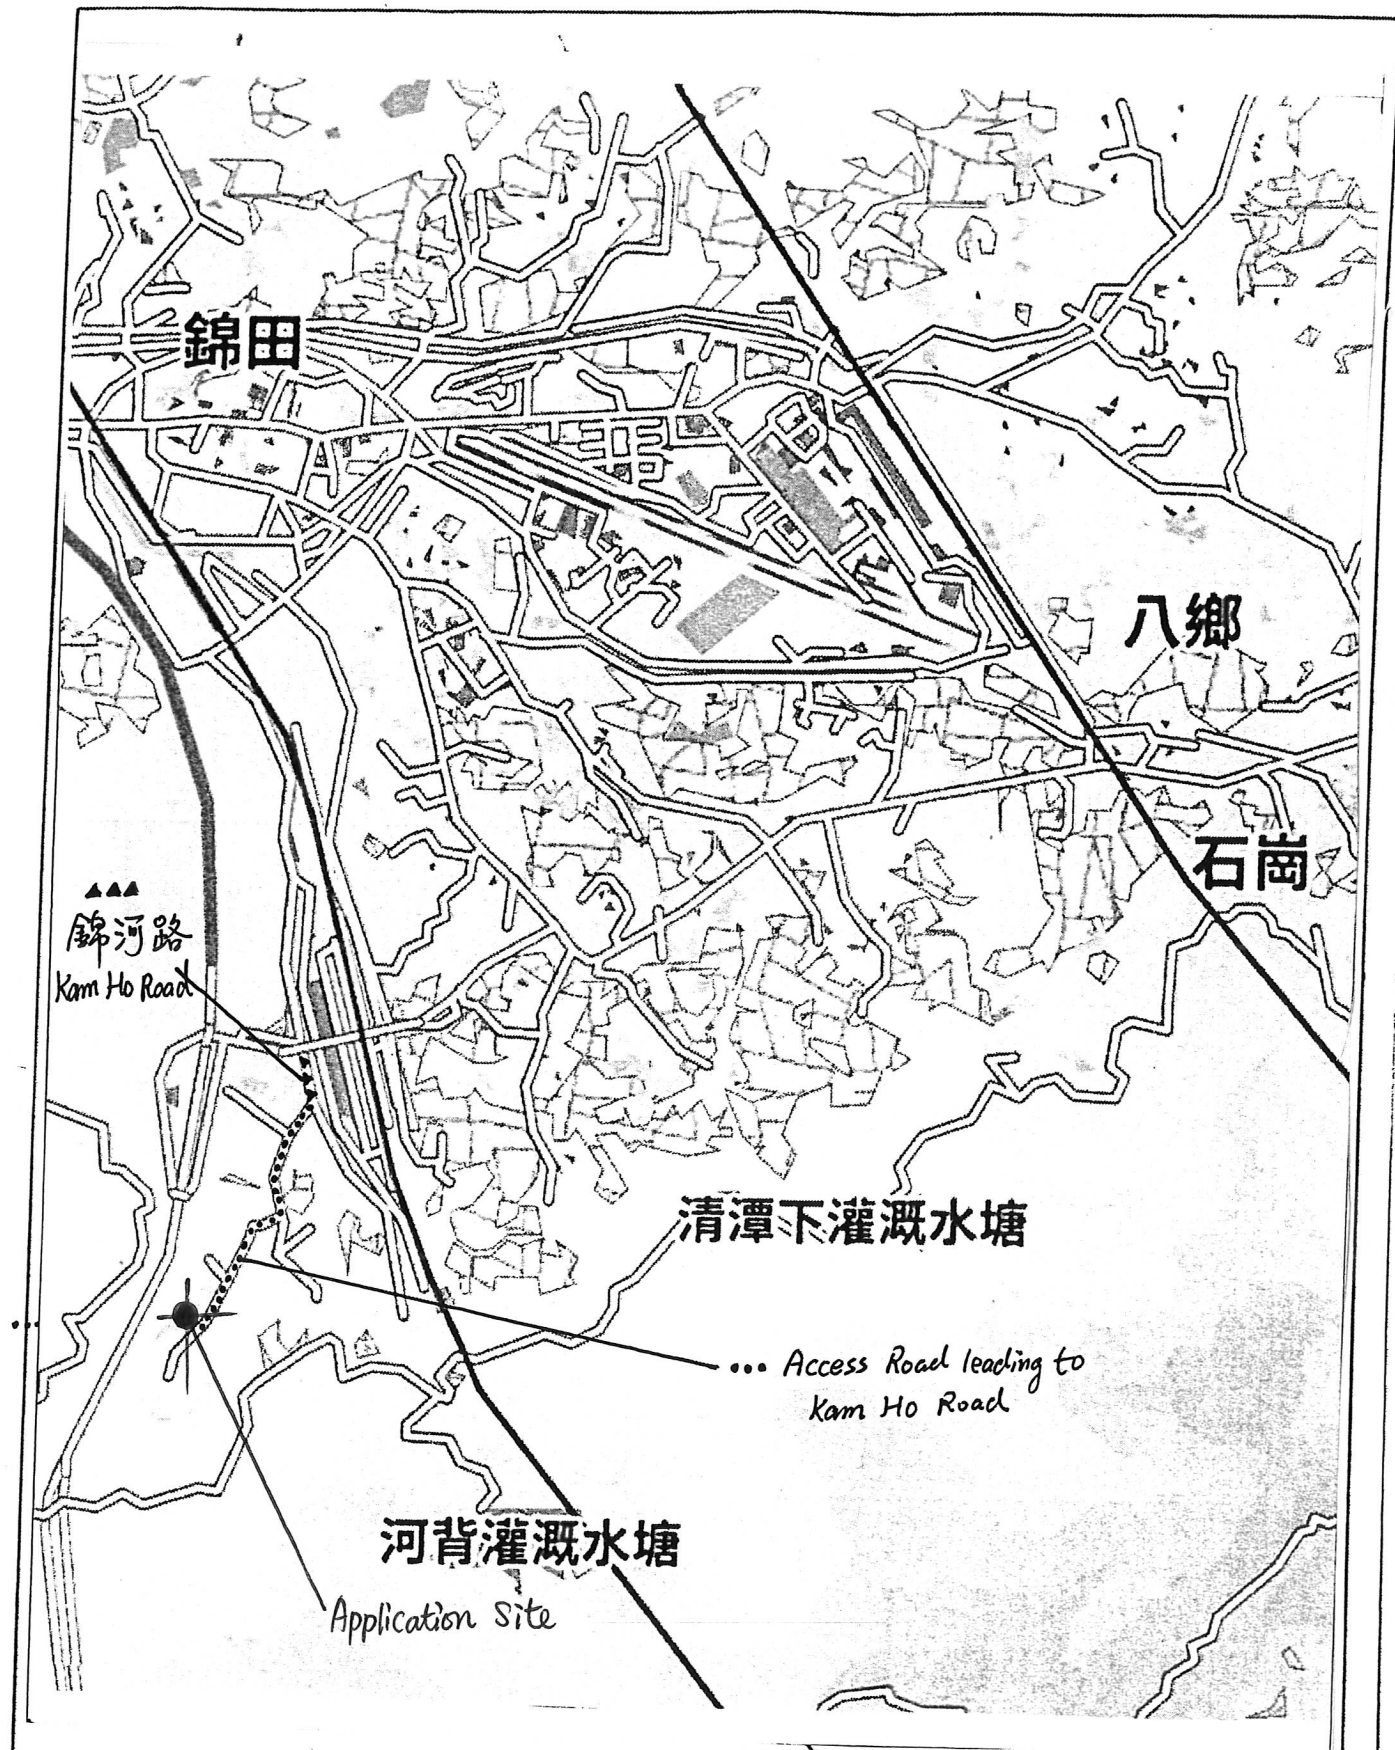 錦田
八鄉
石崗
▲▲▲
錦河路
Kam Ho Road
清潭下灌溉水塘
••• Access Road leading to
Kam Ho Road
河背灌溉水塘
Application Site